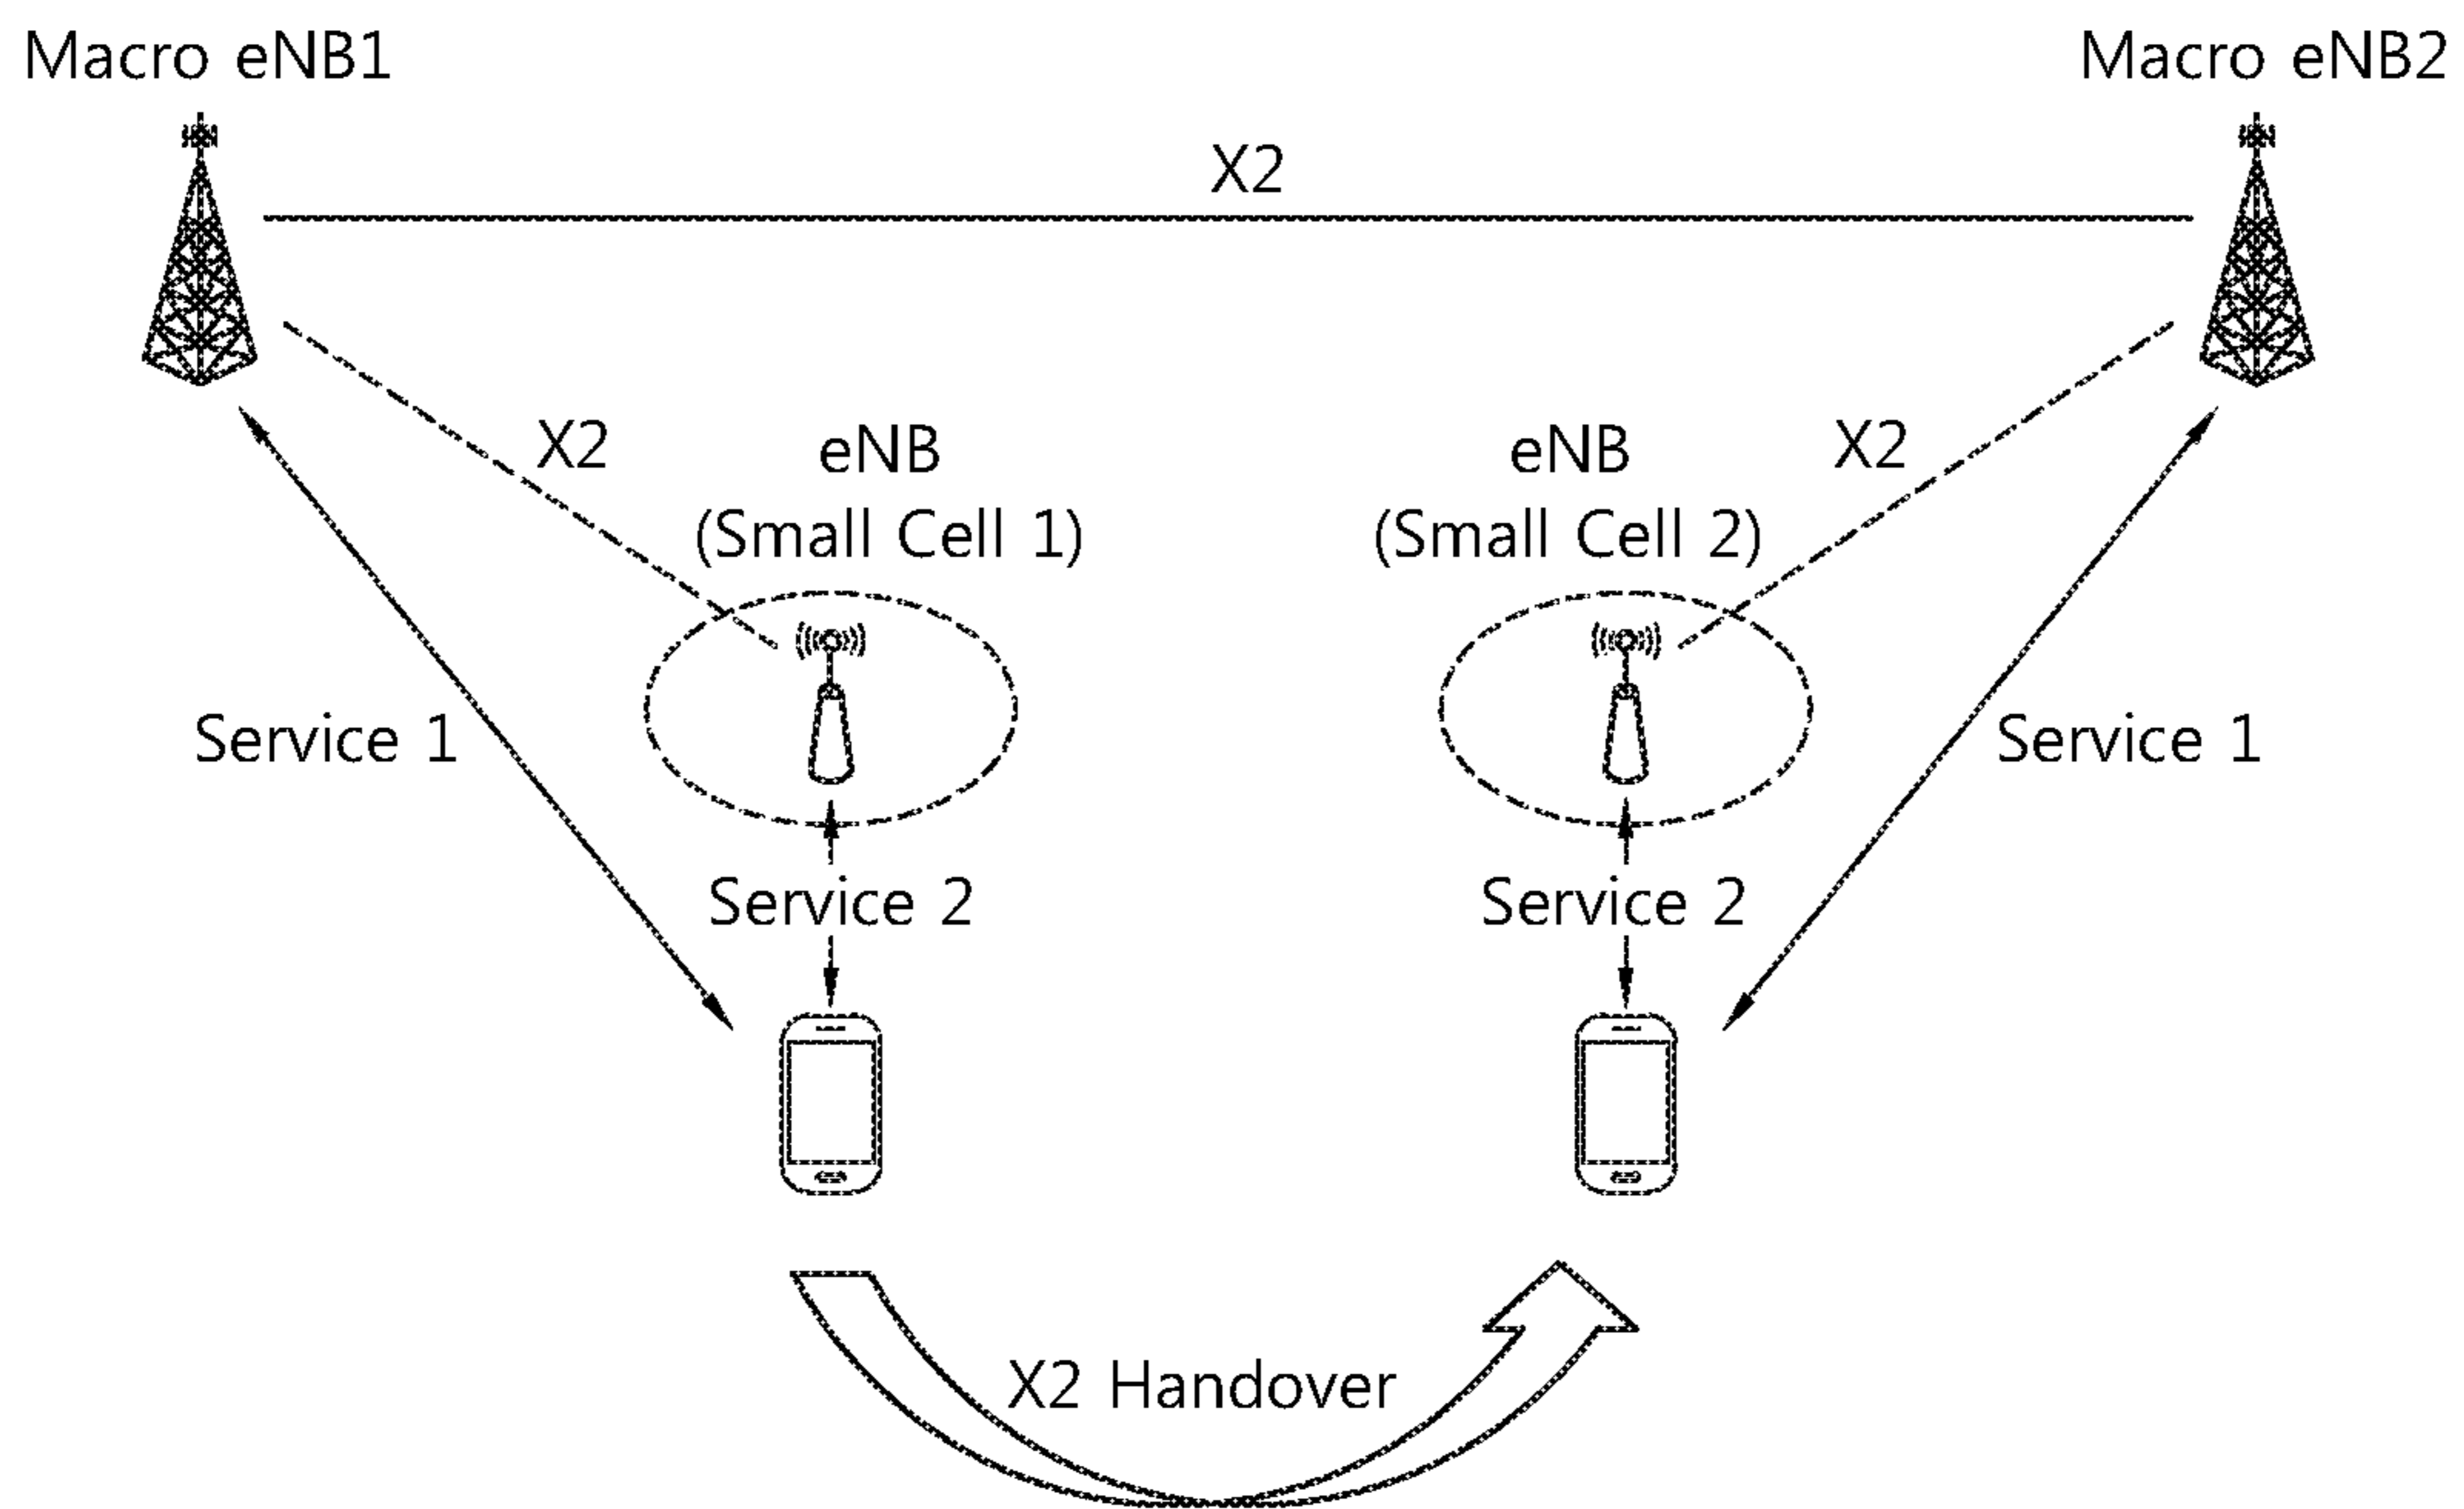 Macro eNB1
Macro eNB2
X2
X2
eNB
(Small Cell 1)
eNB
(Small Cell 2)
X2
Service 1
Service 1
Service 2
Service 2
X2 Handover